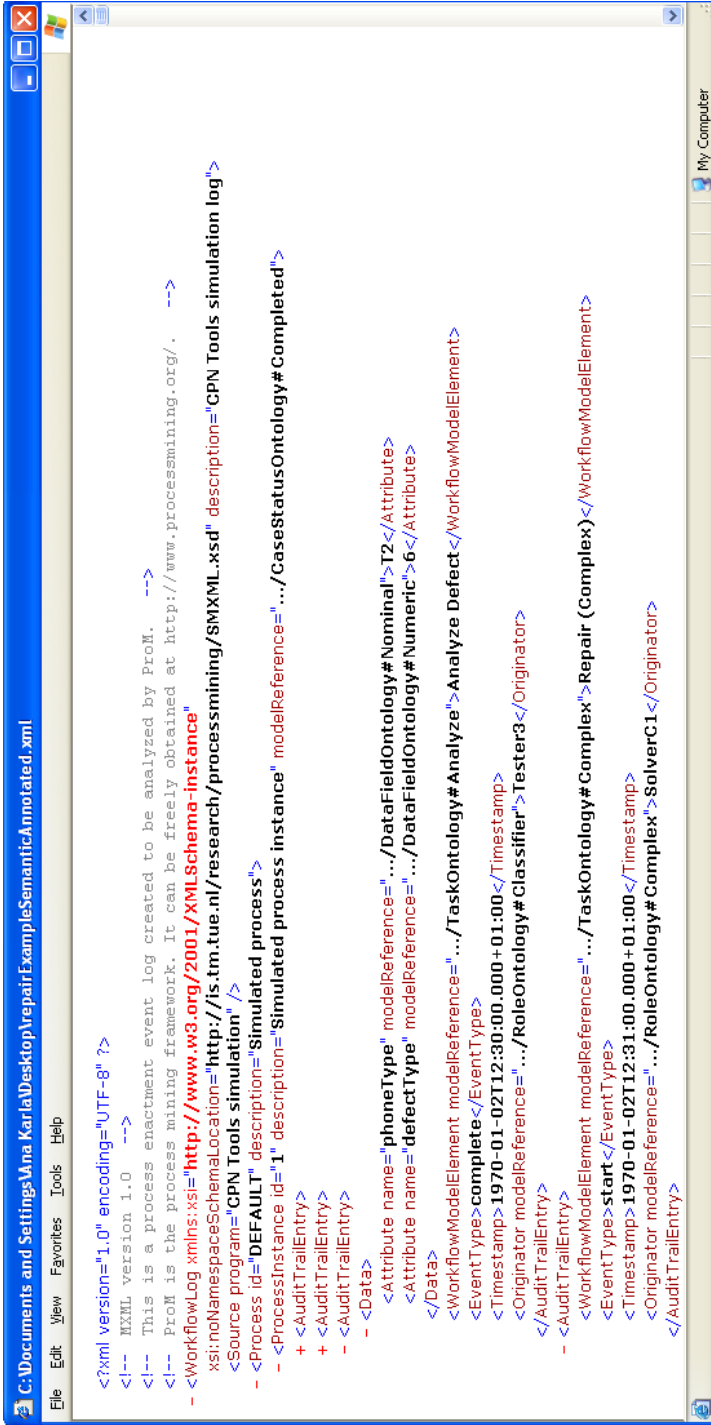 C:\Documents and Settings\Ana Karla\Desktop\repairExampleSemanticAnnotated.xml
File Edit View Favorites Tools Help
<?xml version="1.0" encoding="UTF-8" ?>
<!-- MXML version 1.0 -->
<!-- This is a process enactment event log created to be analyzed by ProM. -->
<!-- ProM is the process mining framework. It can be freely obtained at http://www.processmining.org/. -->
- <WorkflowLog xmlns:xsi="http://www.w3.org/2001/XMLSchema-instance"
xsi:noNamespaceSchemaLocation="http://is.tm.tue.nl/research/processmining/SMXML.xsd" description="CPN Tools simulation log">
<Source program="CPN Tools simulation" />
- <Process id="DEFAULT" description="Simulated process">
- <ProcessInstance id="1" description="Simulated process instance" modelReference=".../CaseStatusOntology#Completed">
+ <AuditTrailEntry>
+ <AuditTrailEntry>
- <AuditTrailEntry>
- <Data>
<Attribute name="phoneType" modelReference=".../DataFieldOntology#Nominal">T2</Attribute>
<Attribute name="defectType" modelReference=".../DataFieldOntology#Numeric">6</Attribute>
</Data>
<WorkflowModelElement modelReference=".../TaskOntology#Analyze">Analyze Defect</WorkflowModelElement>
<EventType>complete</EventType>
<Timestamp>1970-01-02T12:30:00.000+01:00</Timestamp>
<Originator modelReference=".../RoleOntology#Classifier">Tester3</Originator>
</AuditTrailEntry>
- <AuditTrailEntry>
<WorkflowModelElement modelReference=".../TaskOntology#Complex">Repair (Complex)</WorkflowModelElement>
<EventType>start</EventType>
<Timestamp>1970-01-02T12:31:00.000+01:00</Timestamp>
<Originator modelReference=".../RoleOntology#Complex">SolverC1</Originator>
</AuditTrailEntry>
My Computer